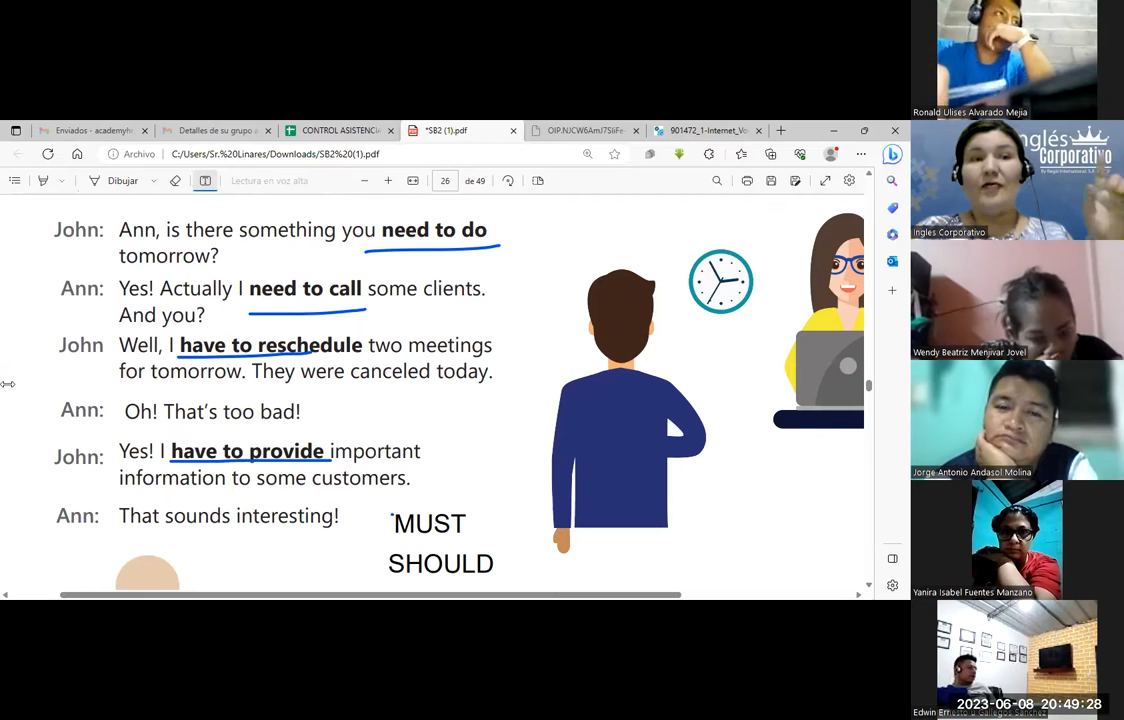 Ronald Ulises Alvarado Mejia
Enviados - academyh
Detalles de su grupo a
CONTROL ASISTENCI
*SB2 (1).pdf
OIP.NJCW6AmJ7SIiFe-
901472_1-Internet_Vo
Archivo
C:/Users/Sr.%20Linares/Downloads/SB2%20(1).pdf
Dibujar
Lectura en voz alta
26
de 49
Inglés
Corporativo
By Regal International, S.A.
Ingles Corporativo
John: Ann, is there something you need to do
tomorrow?
Ann: Yes! Actually I need to call some clients.
And you?
John Well, I have to reschedule two meetings
for tomorrow. They were canceled today.
Ann: Oh! That's too bad!
John: Yes! I have to provide important
information to some customers.
Ann: That sounds interesting!
MUST
SHOULD
Wendy Beatriz Menjivar Jovel
Jorge Antonio Andasol Molina
Yanira Isabel Fuentes Manzano
2023-06-08 20:49:28